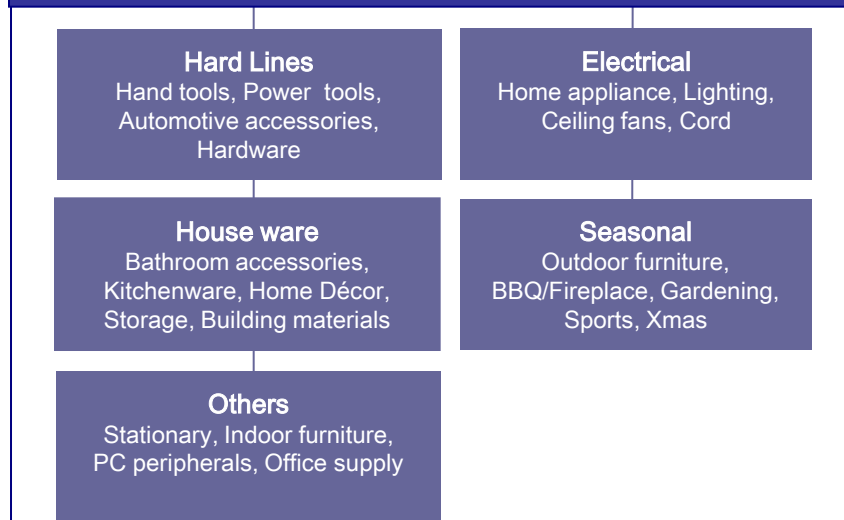 Hard Lines
Hand tools, Power tools,
Automotive accessories,
Hardware
Electrical
Home appliance, Lighting,
Ceiling fans, Cord
House ware
Bathroom accessories,
Kitchenware, Home Décor,
Storage, Building materials
Seasonal
Outdoor furniture,
BBQ/Fireplace, Gardening,
Sports, Xmas
Others
Stationary, Indoor furniture,
PC peripherals, Office supply